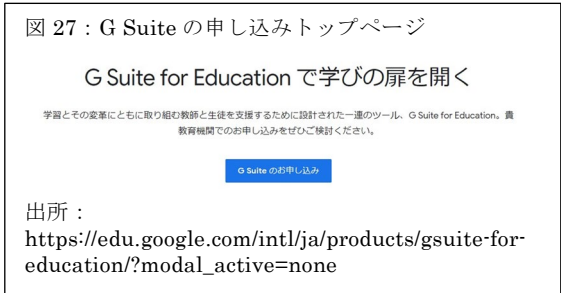 図 27：G Suite の申し込みトップページ
G Suite for Education で学びの扉を開く
学習とその変革にともに取り組む教師と生徒を支援するために設計された一連のツール、G Suite for Education。貴
教育機関でのお申し込みをぜひご検討ください。
G Suite のお申し込み
出所：
https://edu.google.com/intl/ja/products/gsuite-for-
education/?modal_active=none